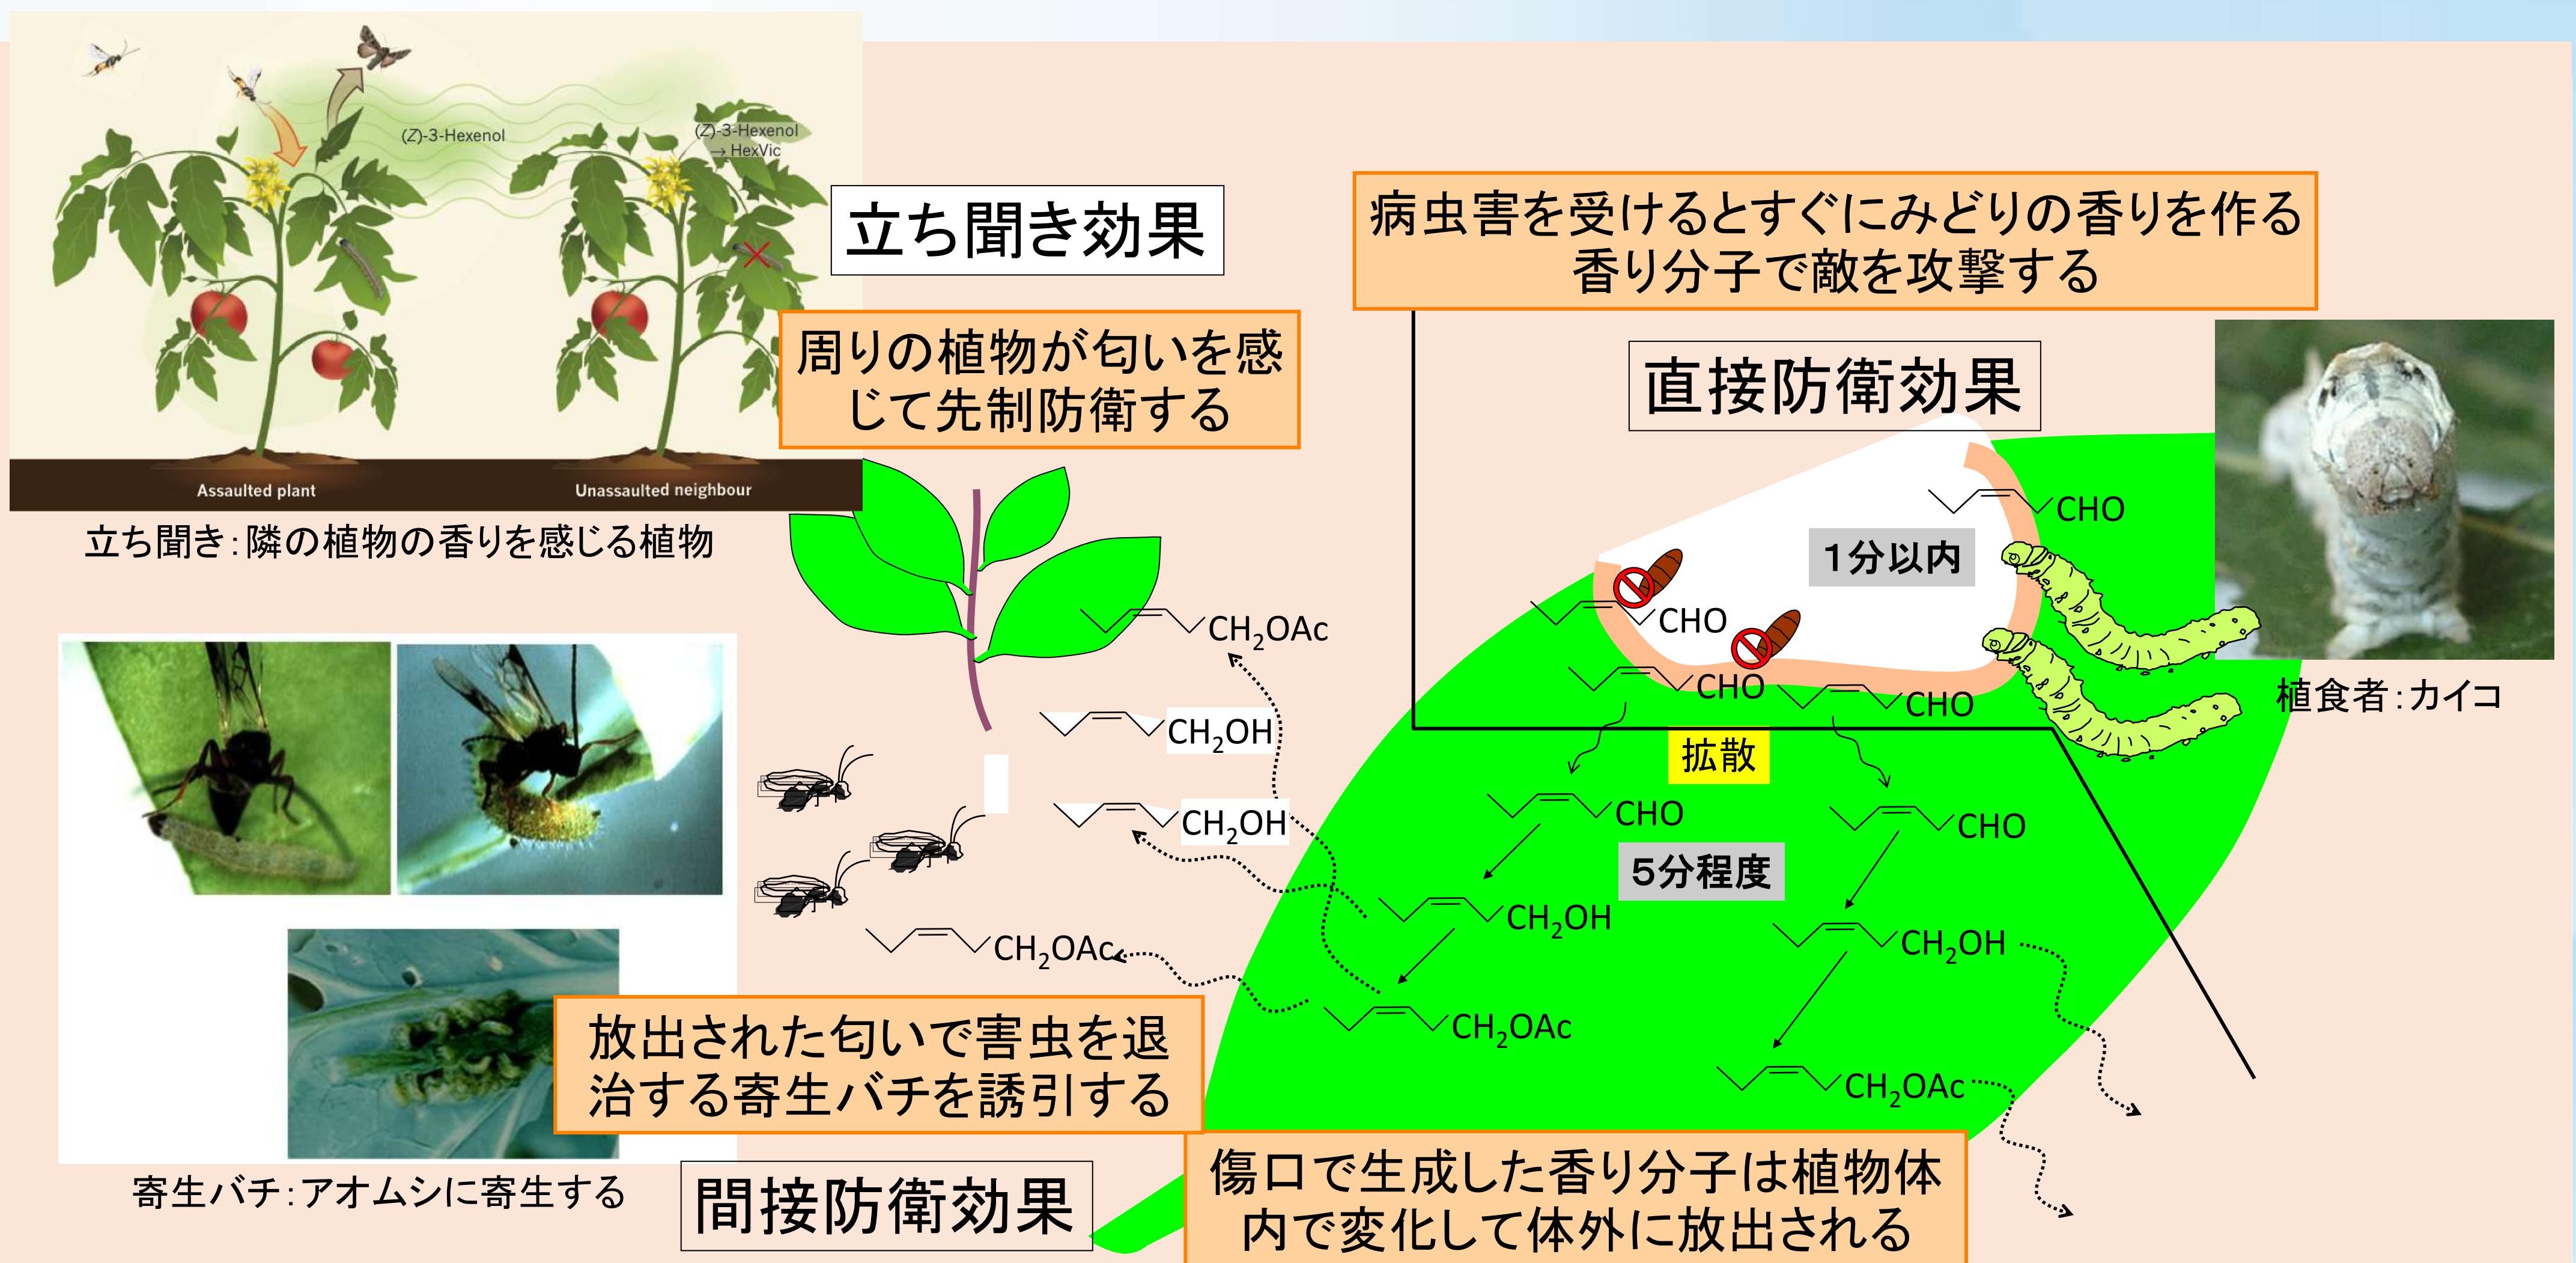 (Z)-3-Hexenol
(Z)-3-Hexenol
→ HexVic
Assaulted plant
Unassaulted neighbour
立ち聞き：隣の植物の香りを感じる植物
立ち聞き効果
周りの植物が匂いを感
じて先制防衛する
病虫害を受けるとすぐにみどりの香りを作る
香り分子で敵を攻撃する
直接防衛効果
CHO
1分以内
CHO
CHO
CHO
植食者：カイコ
拡散
CHO
CHO
5分程度
CH2OH
CH2OH
CH2OAc
CH2OAc
CH2OAc
CH2OH
CH2OH
CH2OAc
放出された匂いで害虫を退
治する寄生バチを誘引する
寄生バチ：アオムシに寄生する
間接防衛効果
傷口で生成した香り分子は植物体
内で変化して体外に放出される